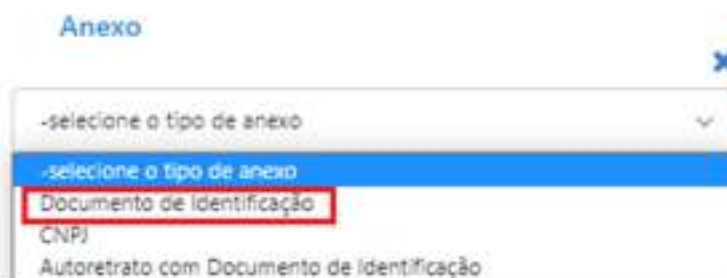 Anexo
-selecione o tipo de anexo
-selecione o tipo de anexo
Documento de Identificação
CNPJ
Autoretrato com Documento de Identificação